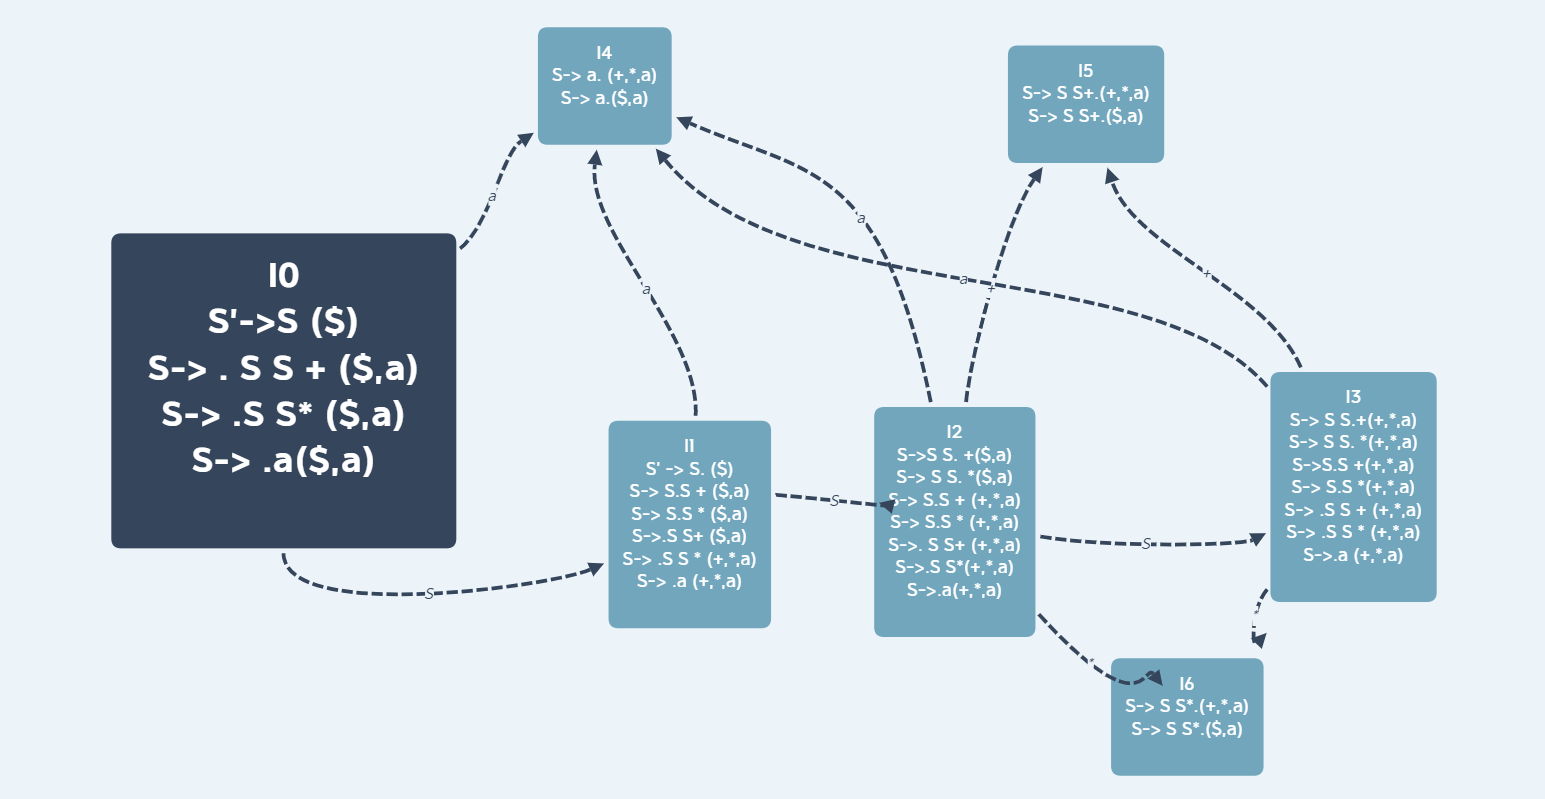 I4
S-> a. (+,*,a)
S-> a.($,a)
I5
S-> S S+.(+,*,a)
S-> S S+.($,a)
a
a
a
a
+
+
I0
S'->S ($)
S-> . S S + ($,a)
S-> .S S* ($,a)
S-> .a($,a)
I1
S' -> S. ($)
S-> S.S + ($,a)
S-> S.S * ($,a)
S->.S S+ ($,a)
S-> .S S * (+,*,a)
S-> .a (+,*,a)
I2
S->S S. +($,a)
S-> S S. *($,a)
S-> S.S + (+,*,a)
S-> S.S * (+,*,a)
S->. S S+ (+,*,a)
S->.S S*(+,*,a)
S->.a(+,*,a)
I3
S-> S S.+(+,*,a)
S-> S S. *(+,*,a)
S->S.S +(+,*,a)
S-> S.S *(+,*,a)
S-> .S S + (+,*,a)
S-> .S S * (+,*,a)
S->.a (+,*,a)
S
S
S
*
*
I6
S-> S S*.(+,*,a)
S-> S S*.($,a)